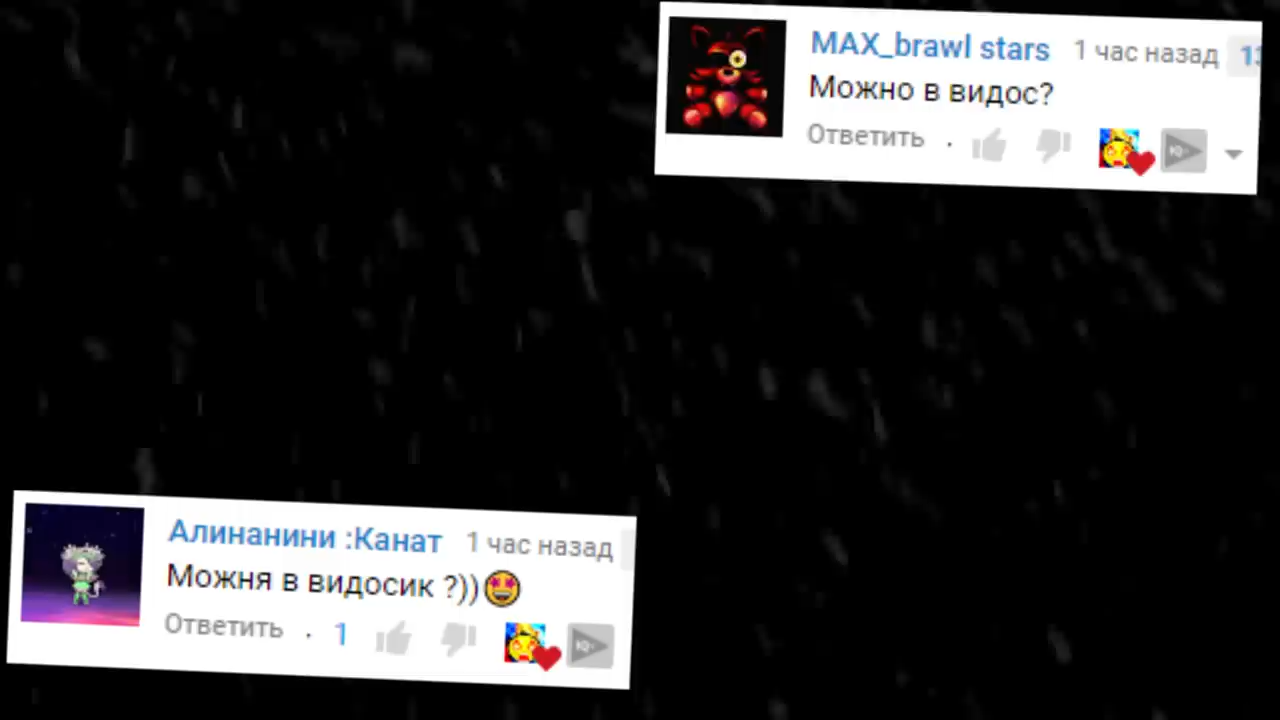 MAX_brawl stars 1 час назад
Можно в видос?
Ответить ·
Алинанини :Канат 1 час назад
Можня в видосик ?))🤩
Ответить · 1